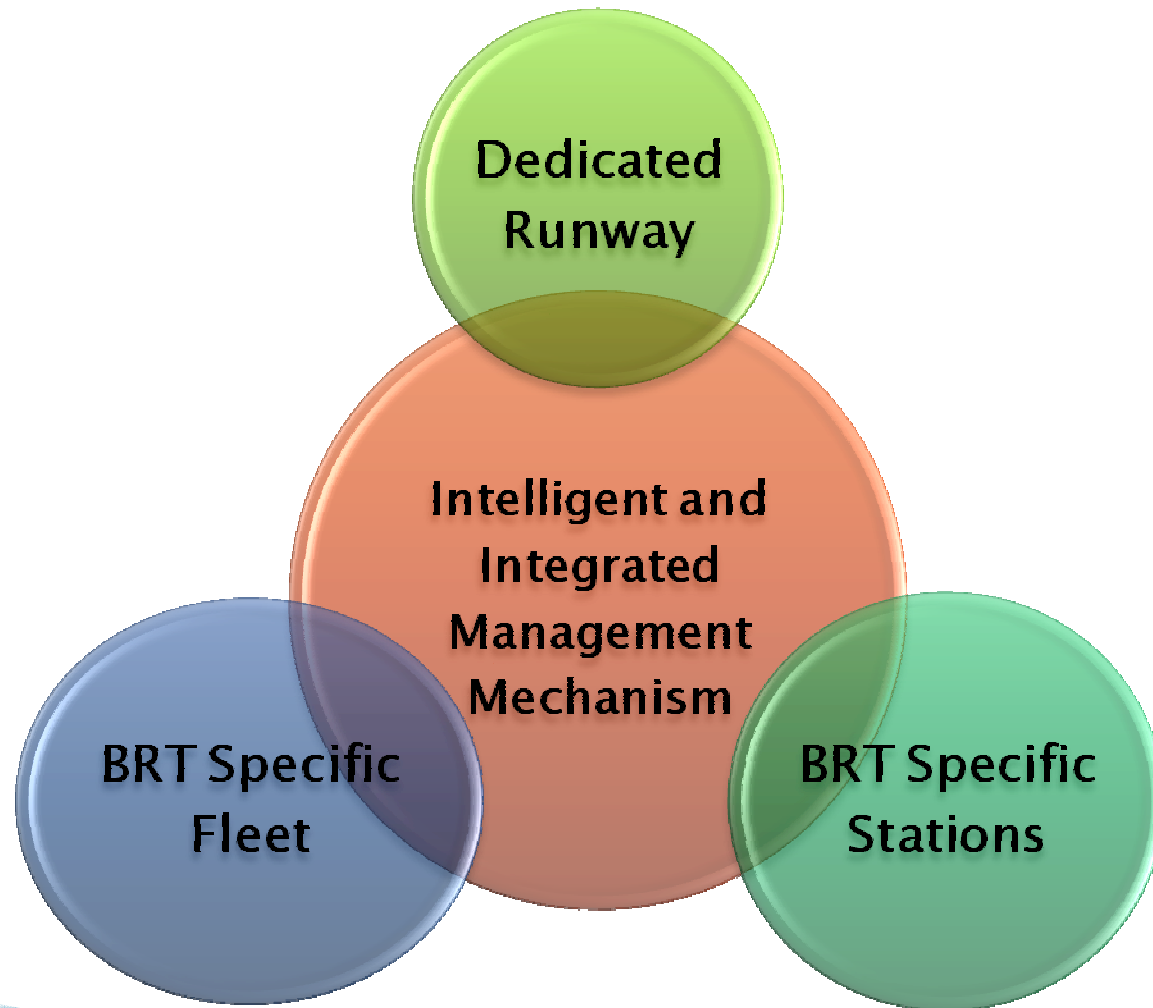 Dedicated
Runway
Intelligent and
Integrated
Management
Mechanism
BRT Specific
Fleet
BRT Specific
Stations